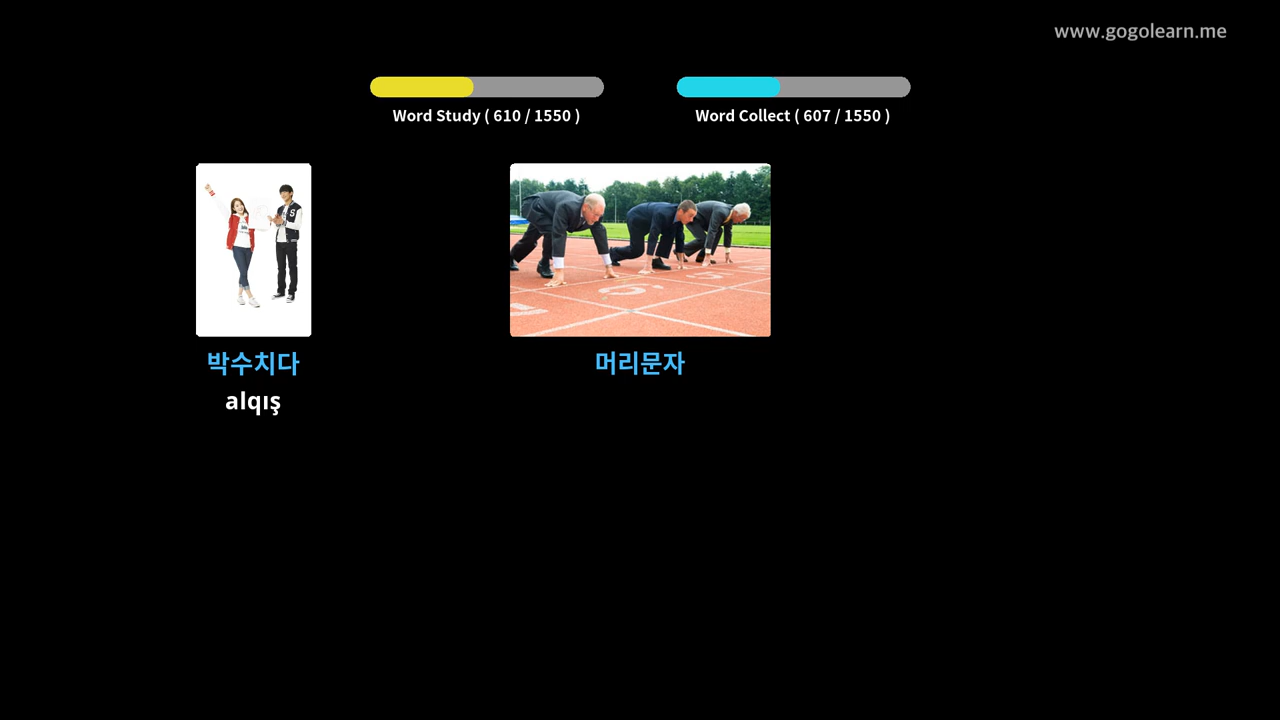 www.gogolearn.me
Word Study ( 610 / 1550 )
Word Collect ( 607 / 1550 )
S
박수치다
머리문자
alqış